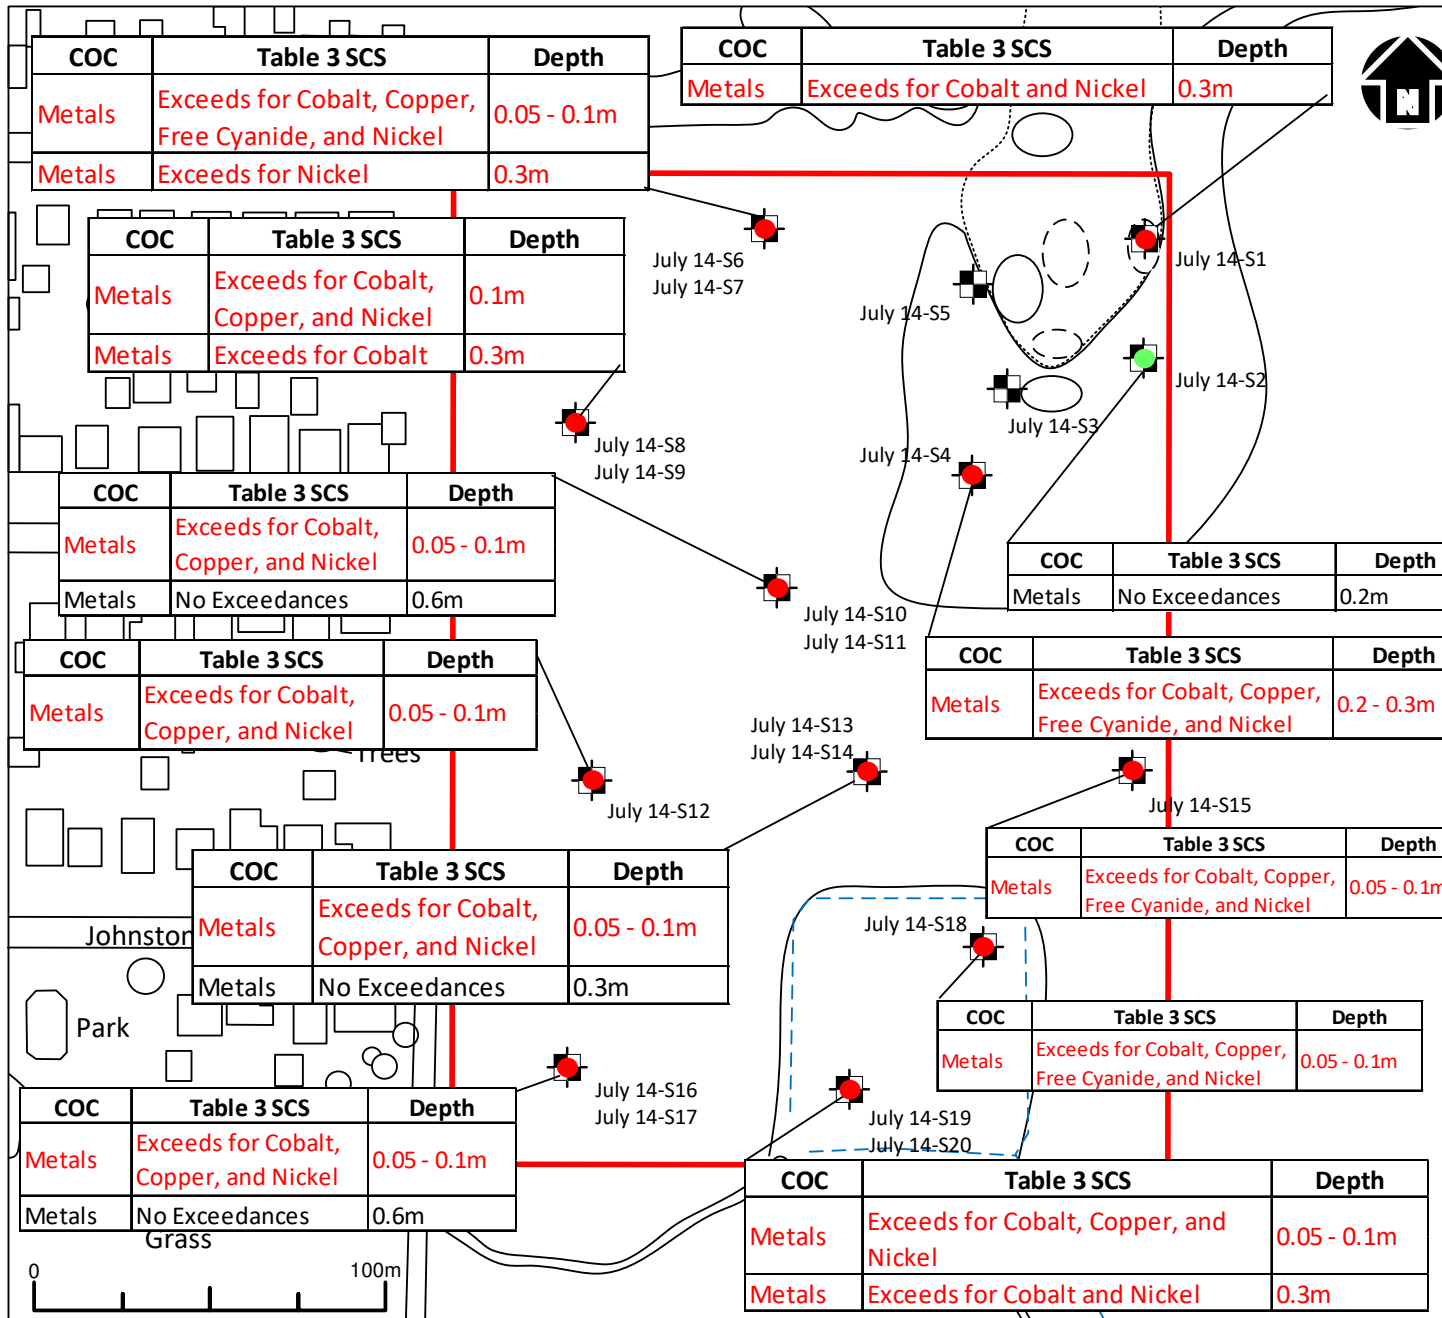 COC Table 3 SCS Depth
Metals Exceeds for Cobalt, Copper, Free Cyanide, and Nickel 0.05 - 0.1m
Metals Exceeds for Nickel 0.3m
COC Table 3 SCS Depth
Metals Exceeds for Cobalt and Nickel 0.3m
N
July 14-S6
July 14-S7
July 14-S1
July 14-S5
COC Table 3 SCS Depth
Metals Exceeds for Cobalt, Copper, and Nickel 0.1m
Metals Exceeds for Cobalt 0.3m
July 14-S2
July 14-S3
July 14-S8
July 14-S9
July 14-S4
COC Table 3 SCS Depth
Metals Exceeds for Cobalt, Copper, and Nickel 0.05 - 0.1m
Metals No Exceedances 0.6m
COC Table 3 SCS Depth
Metals No Exceedances 0.2m
July 14-S10
July 14-S11
COC Table 3 SCS Depth
Metals Exceeds for Cobalt, Copper, and Nickel 0.05 - 0.1m
COC Table 3 SCS Depth
Metals Exceeds for Cobalt, Copper, Free Cyanide, and Nickel 0.2 - 0.3m
Trees
July 14-S13
July 14-S14
July 14-S12
July 14-S15
COC Table 3 SCS Depth
Metals Exceeds for Cobalt, Copper, Free Cyanide, and Nickel 0.05 - 0.1m
COC Table 3 SCS Depth
Metals Exceeds for Cobalt, Copper, and Nickel 0.05 - 0.1m
Metals No Exceedances 0.3m
Johnston
July 14-S18
Park
COC Table 3 SCS Depth
Metals Exceeds for Cobalt, Copper, Free Cyanide, and Nickel 0.05 - 0.1m
July 14-S16
July 14-S17
July 14-S19
July 14-S20
COC Table 3 SCS Depth
Metals Exceeds for Cobalt, Copper, and Nickel 0.05 - 0.1m
Metals No Exceedances 0.6m
Grass
COC Table 3 SCS Depth
Metals Exceeds for Cobalt, Copper, and Nickel 0.05 - 0.1m
Metals Exceeds for Cobalt and Nickel 0.3m
0 100m